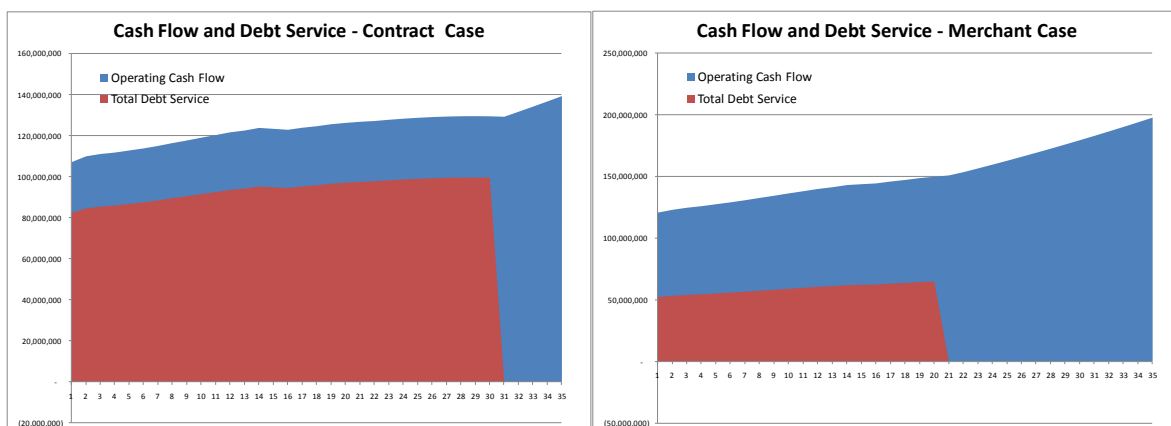 Cash Flow and Debt Service - Contract Case
160,000,000
Operating Cash Flow
140,000,000
Total Debt Service
120,000,000
100,000,000
80,000,000
60,000,000
40,000,000
20,000,000
-
1 2 3 4 5 6 7 8 9 10 11 12 13 14 15 16 17 18 19 20 21 22 23 24 25 26 27 28 29 30 31 32 33 34 35
(20,000,000)
Cash Flow and Debt Service - Merchant Case
250,000,000
Operating Cash Flow
Total Debt Service
200,000,000
150,000,000
100,000,000
50,000,000
-
1 2 3 4 5 6 7 8 9 10 11 12 13 14 15 16 17 18 19 20 21 22 23 24 25 26 27 28 29 30 31 32 33 34 35
(50,000,000)